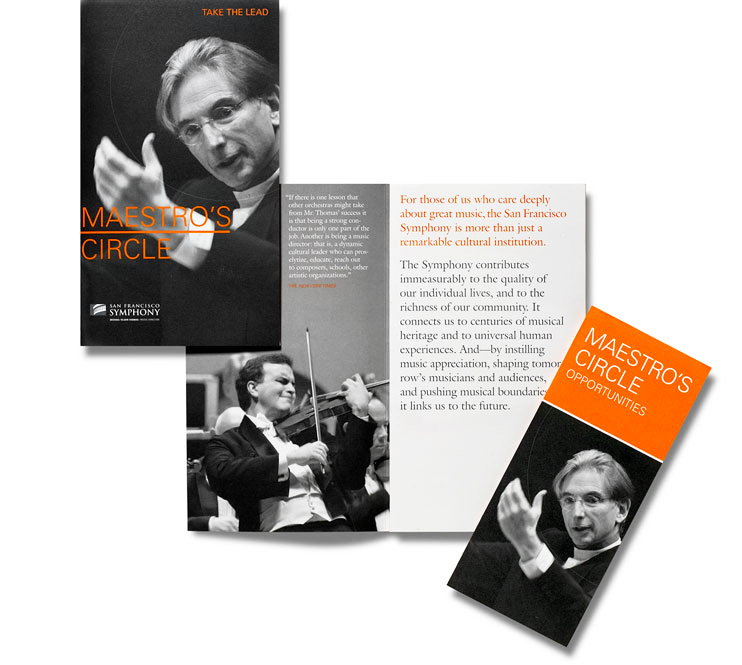 TAKE THE LEAD
MAESTRO'S
CIRCLE
SAN FRANCISCO
SYMPHONY
MICHAEL TILSON THOMAS MUSIC DIRECTOR
"If there is one lesson that
other orchestras might take
from Mr. Thomas' success it
is that being a strong con-
ductor is only one part of the
job. Another is being a music
director: that is, a dynamic
cultural leader who can pros-
elytize, educate, reach out
to composers, schools, other
artistic organizations."
THE NEW YORK TIMES
For those of us who care deeply
about great music, the San Francisco
Symphony is more than just a
remarkable cultural institution.
The Symphony contributes
immeasurably to the quality of
our individual lives, and to the
richness of our community. It
connects us to centuries of musical
heritage and to universal human
experiences. And—by instilling
music appreciation, shaping tomor
row's musicians and audiences,
and pushing musical boundaries
it links us to the future.
MAESTRO'S
CIRCLE
OPPORTUNITIES